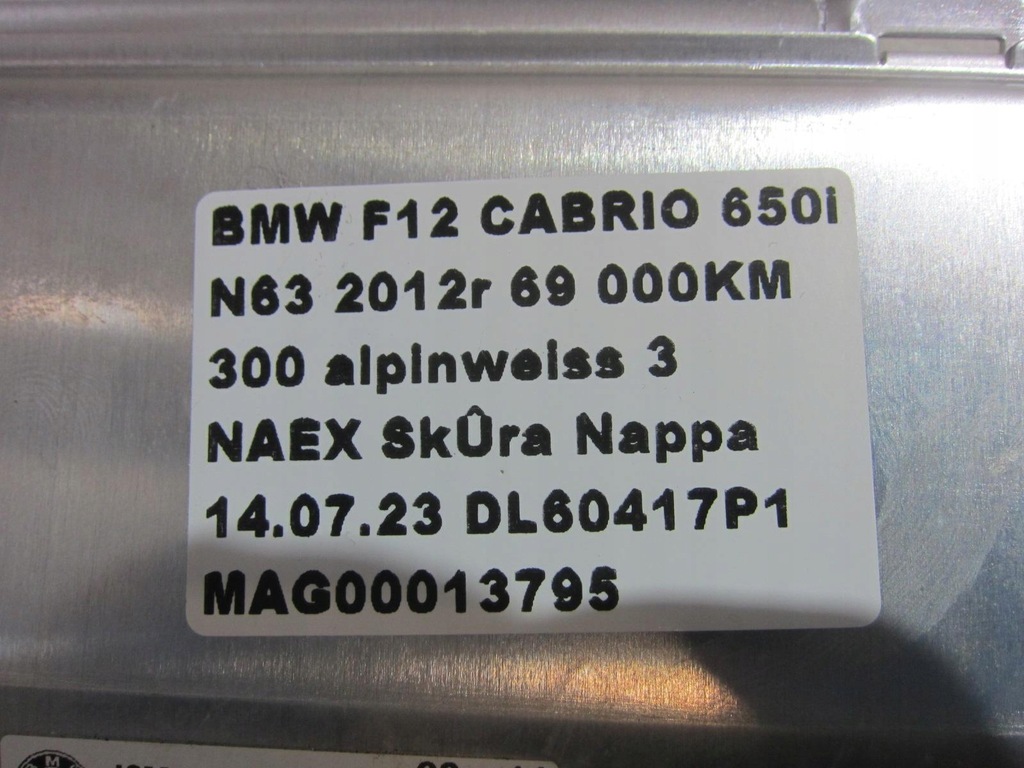 BMW F12 CABRIO 650i
N63 2012r 69 000KM
300 alpinweiss 3
NAEX SkÛra Nappa
14.07.23 DL60417P1
MAG00013795